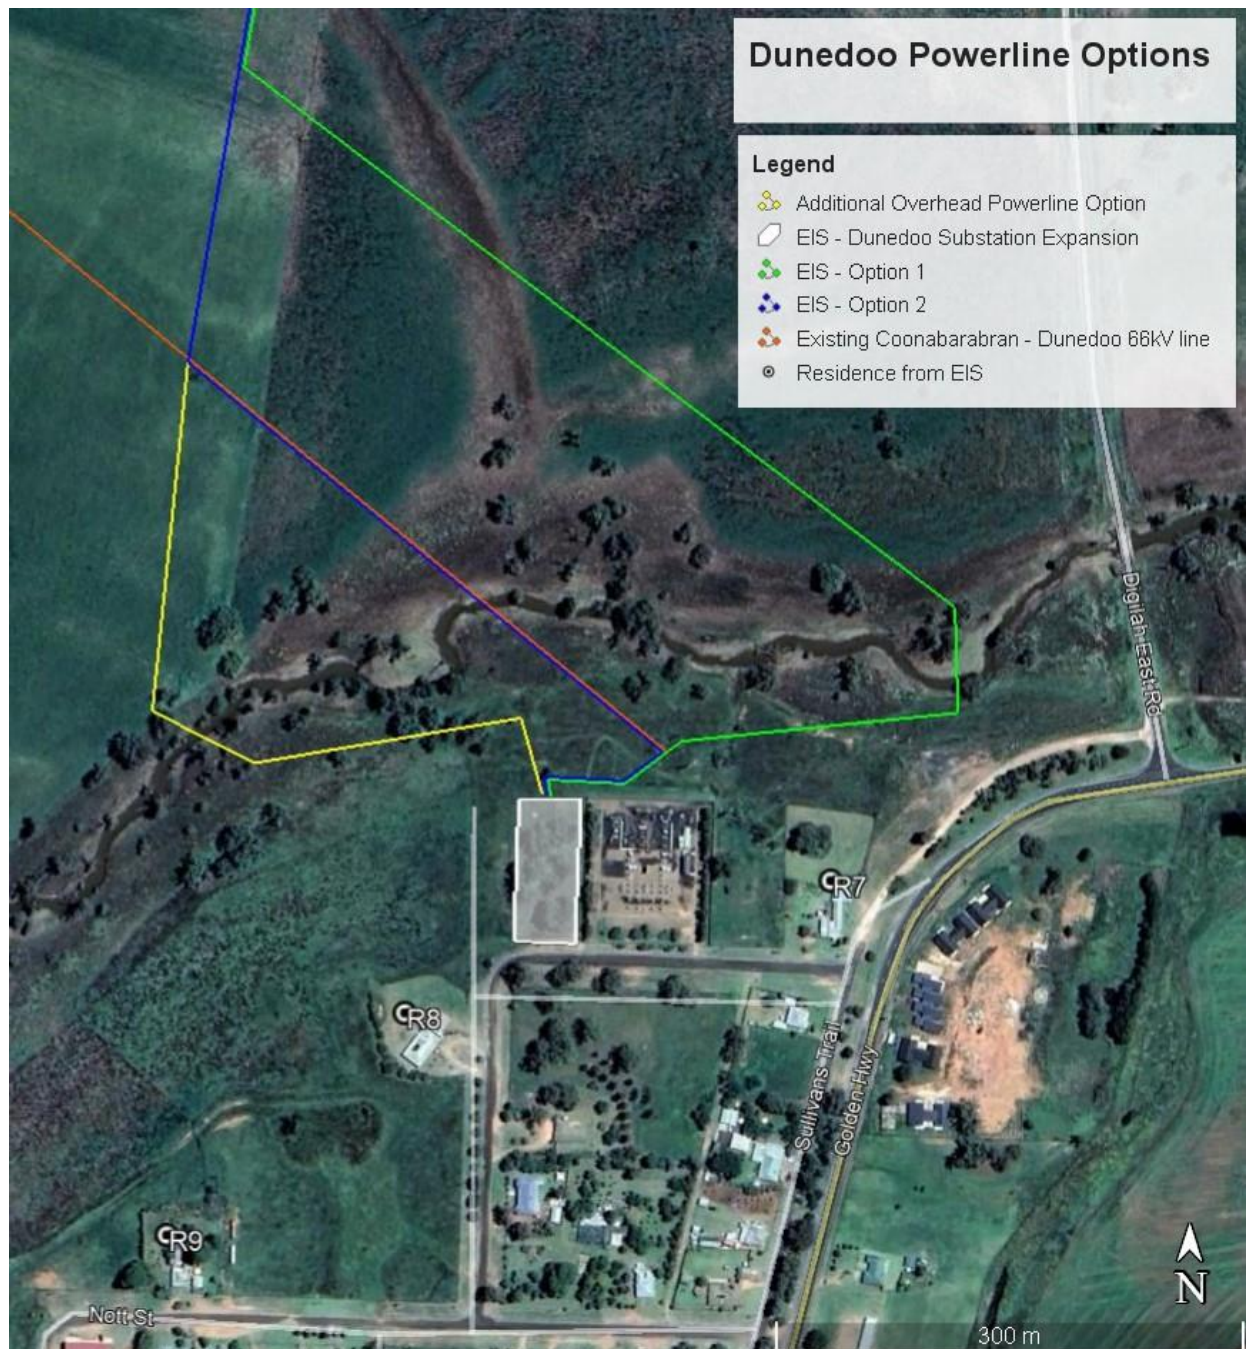 Dunedoo Powerline Options
Legend
Additional Overhead Powerline Option
EIS - Dunedoo Substation Expansion
EIS - Option 1
EIS - Option 2
Existing Coonabarabran - Dunedoo 66kV line
Residence from EIS
Digilah East Rd
R7
R8
Sullivans Trail
Golden Hwy
R9
Nott St
N
300 m